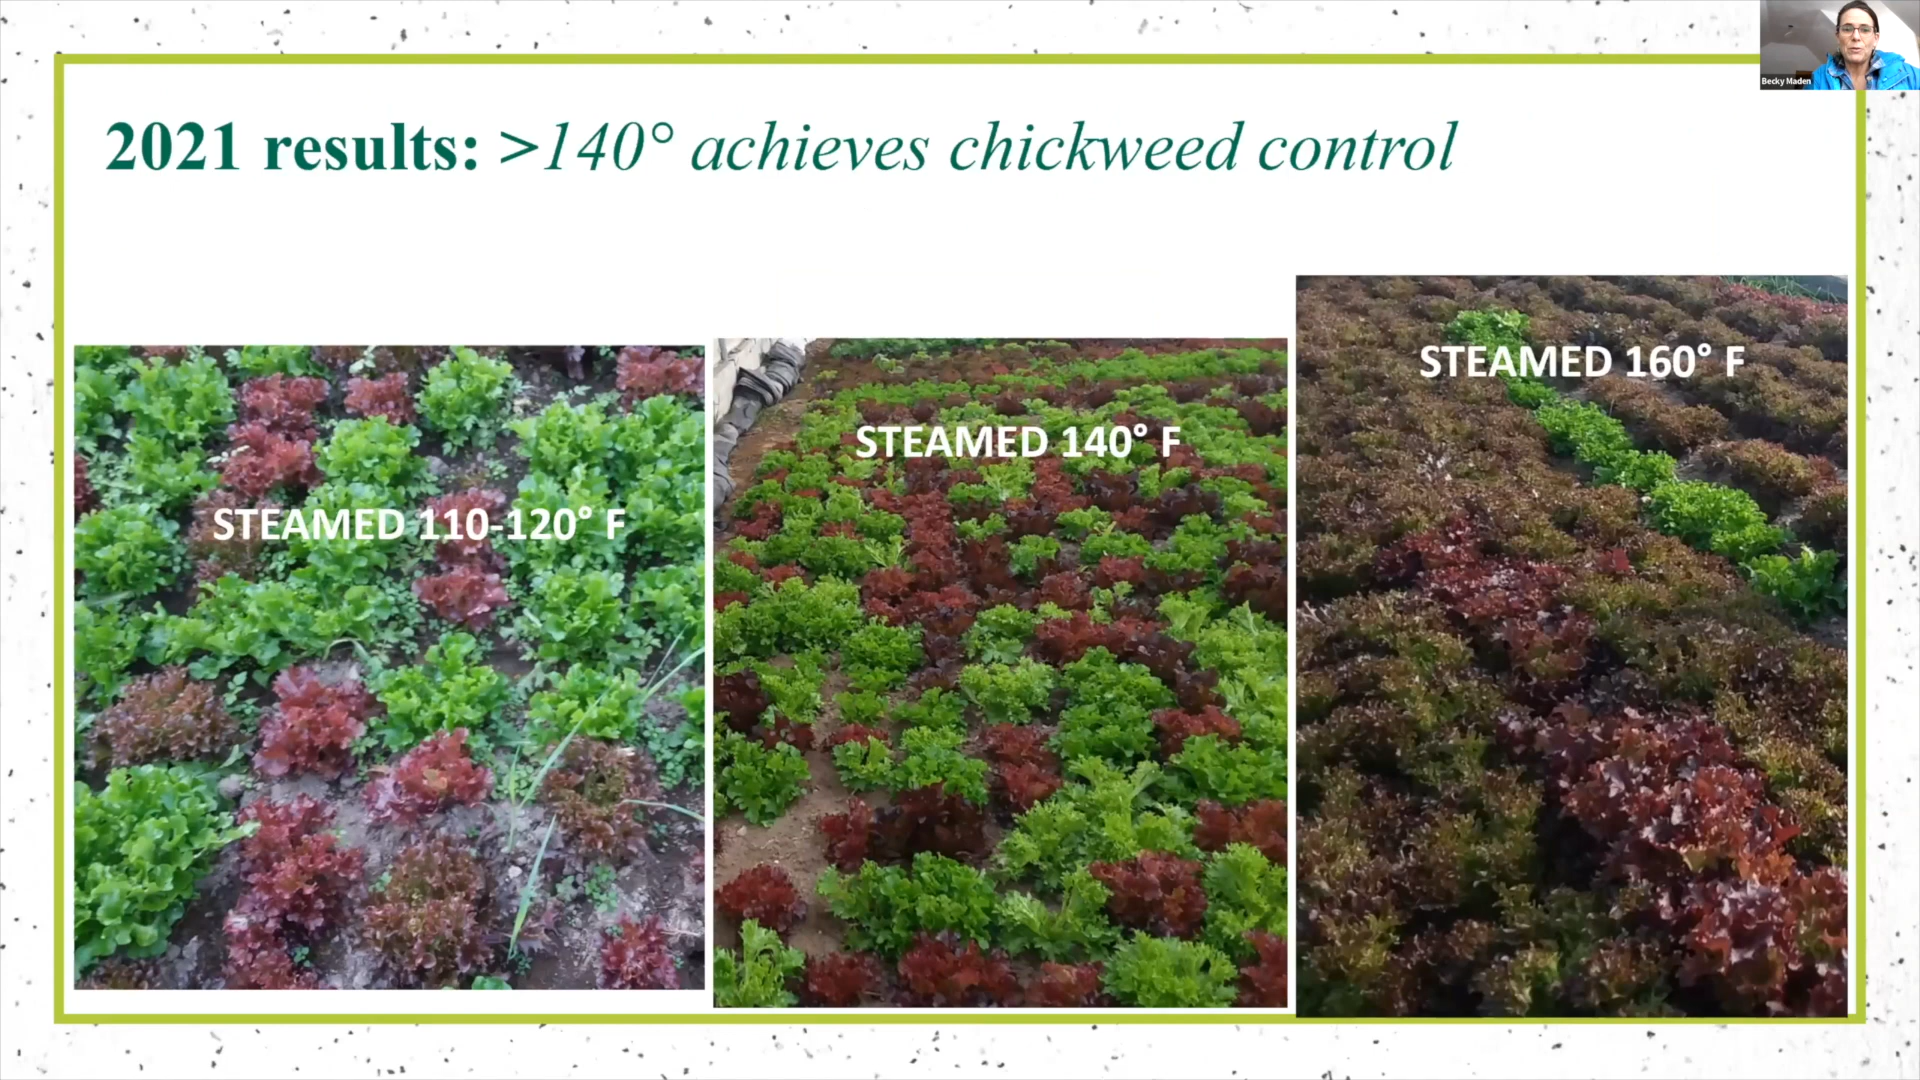 Becky Maden
2021 results: >140° achieves chickweed control
STEAMED 110-120° F
STEAMED 140° F
STEAMED 160° F